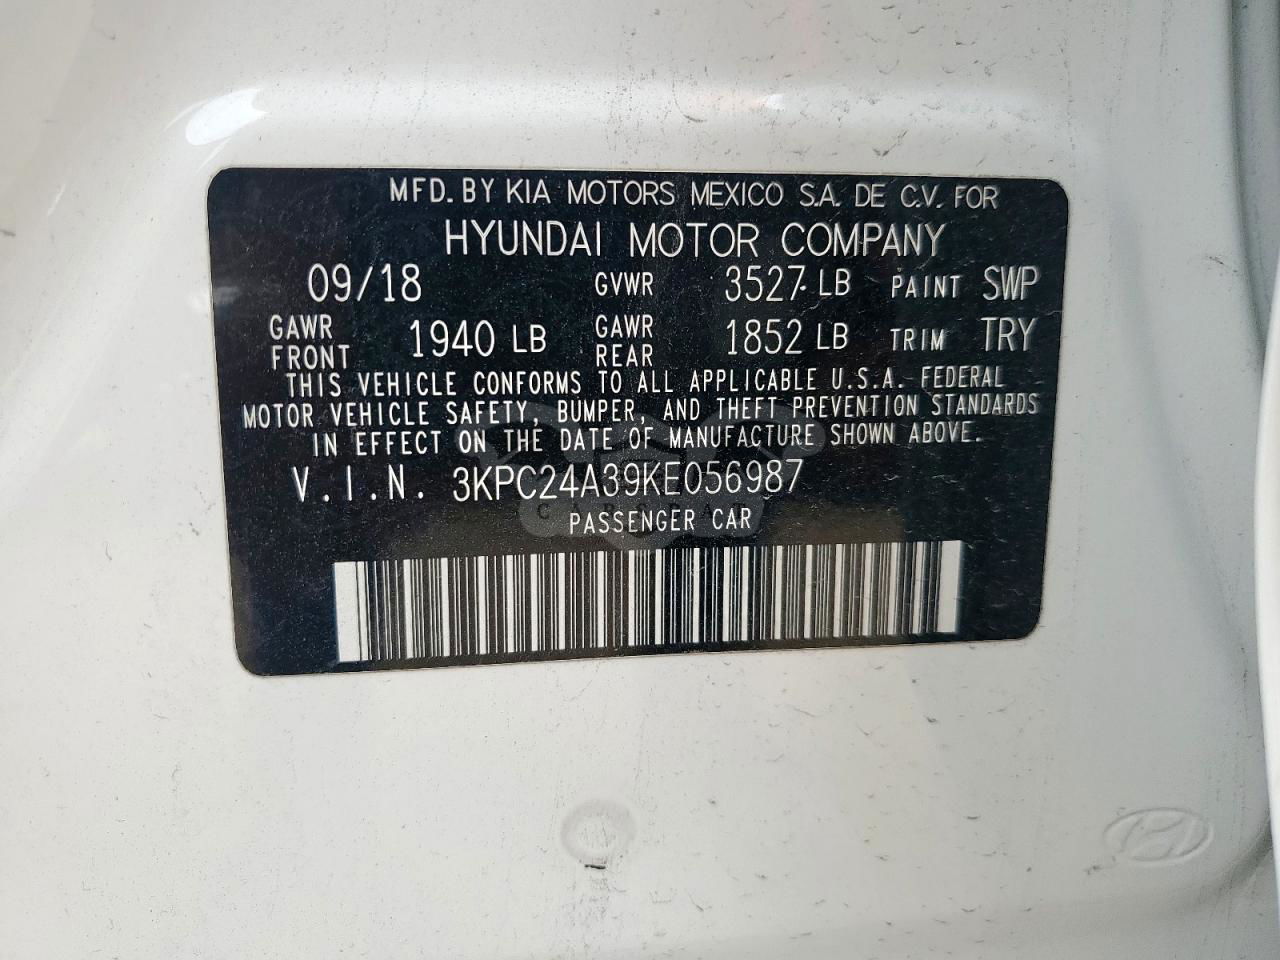 MFD. BY KIA MOTORS MEXICO S.A. DE C.V. FOR
HYUNDAI MOTOR COMPANY
09/18 GVWR 3527 LB PAINT SWP
GAWR FRONT 1940 LB GAWR REAR 1852 LB TRIM TRY
THIS VEHICLE CONFORMS TO ALL APPLICABLE U.S.A. FEDERAL
MOTOR VEHICLE SAFETY, BUMPER, AND THEFT PREVENTION STANDARDS
IN EFFECT ON THE DATE OF MANUFACTURE SHOWN ABOVE.
V.I.N. 3KPC24A39KE056987
PASSENGER CAR